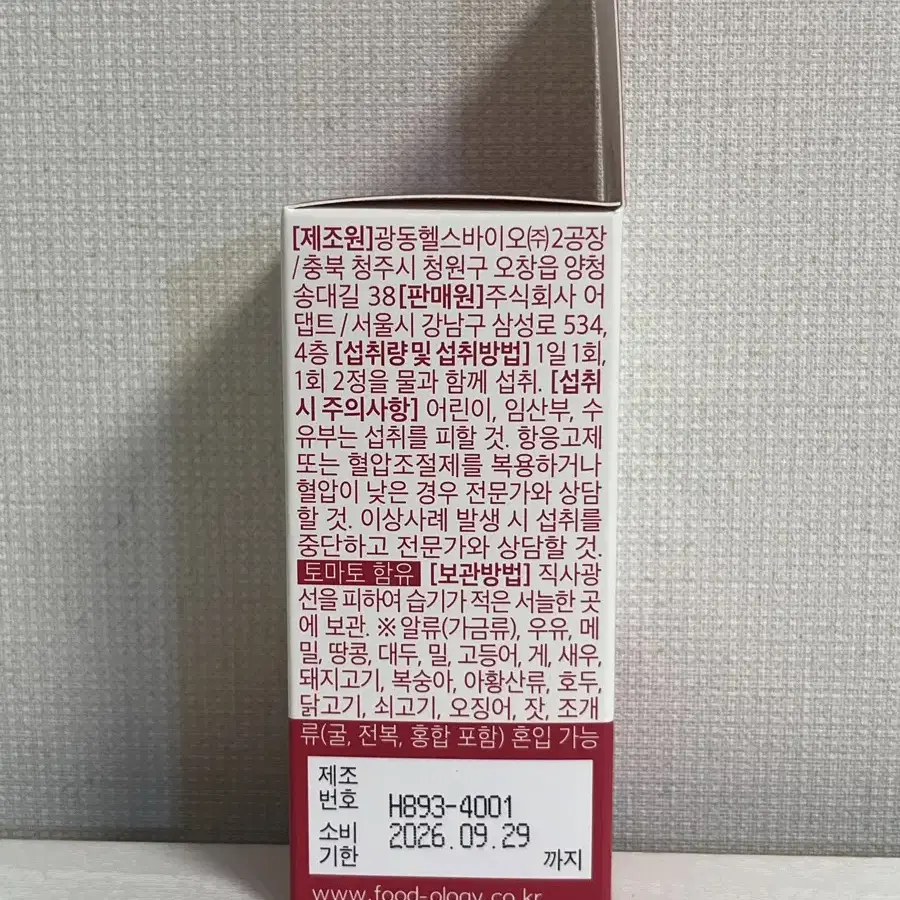 [제조원]광동헬스바이오㈜2공장
/충북 청주시 청원구 오창읍 양청
송대길 38[판매원]주식회사 어
댑트/서울시 강남구 삼성로 534,
4층 [섭취량 및 섭취방법] 1일 1회,
1회 2정을 물과 함께 섭취. [섭취
시 주의사항] 어린이, 임산부, 수
유부는 섭취를 피할 것. 항응고제
또는 혈압조절제를 복용하거나
혈압이 낮은 경우 전문가와 상담
할 것. 이상사례 발생 시 섭취를
중단하고 전문가와 상담할 것.
토마토 함유 [보관방법] 직사광
선을 피하여 습기가 적은 서늘한 곳
에 보관. ※알류(가금류), 우유, 메
밀, 땅콩, 대두, 밀, 고등어, 게, 새우,
돼지고기, 복숭아, 아황산류, 호두,
닭고기, 쇠고기, 오징어, 잣, 조개
류(굴, 전복, 홍합 포함) 혼입 가능
제조
번호 H893-4001
소비 2026.09.29
기한 까지
www.food-ology.co.kr